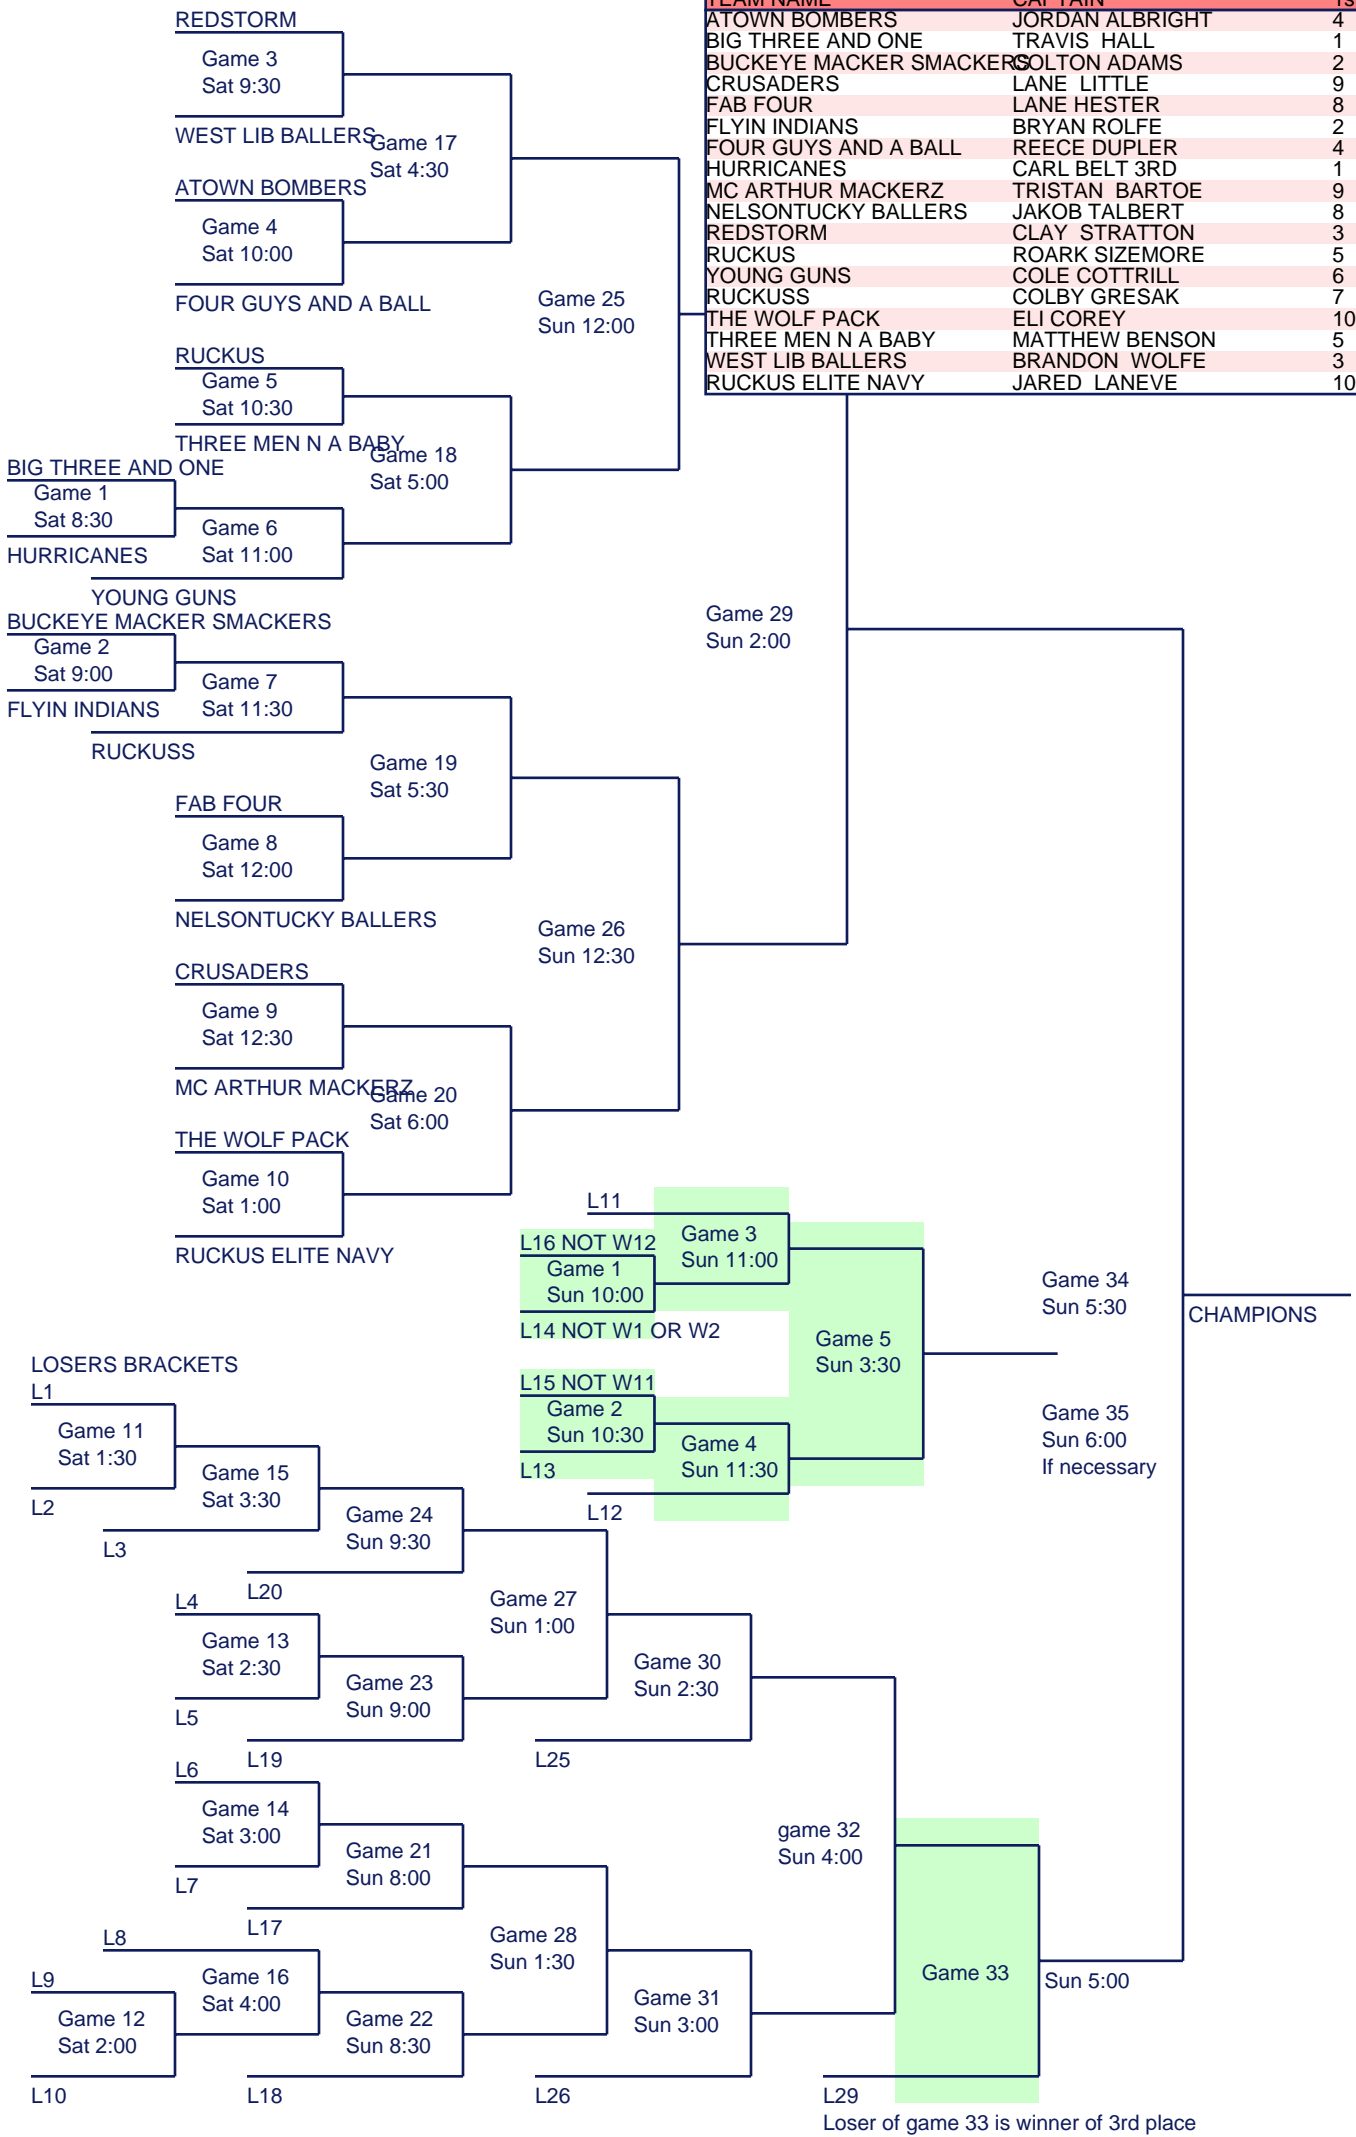 TEAM NAME CAPTAIN
ATOWN BOMBERS JORDAN ALBRIGHT 4
BIG THREE AND ONE TRAVIS HALL 1
BUCKEYE MACKER SMACKERS COLTON ADAMS 2
CRUSADERS LANE LITTLE 9
FAB FOUR LANE HESTER 8
FLYIN INDIANS BRYAN ROLFE 2
FOUR GUYS AND A BALL REECE DUPLER 4
HURRICANES CARL BELT 3RD 1
MC ARTHUR MACKERZ TRISTAN BARTOE 9
NELSONTUCKY BALLERS JAKOB TALBERT 8
REDSTORM CLAY STRATTON 3
RUCKUS ROARK SIZEMORE 5
YOUNG GUNS COLE COTTRILL 6
RUCKUSS COLBY GRESAK 7
THE WOLF PACK ELI COREY 10
THREE MEN N A BABY MATTHEW BENSON 5
WEST LIB BALLERS BRANDON WOLFE 3
RUCKUS ELITE NAVY JARED LANEVE 10
REDSTORM
Game 3
Sat 9:30
WEST LIB BALLERS
Game 17
Sat 4:30
ATOWN BOMBERS
Game 4
Sat 10:00
FOUR GUYS AND A BALL
Game 25
Sun 12:00
RUCKUS
Game 5
Sat 10:30
THREE MEN N A BABY
Game 18
Sat 5:00
BIG THREE AND ONE
Game 1
Sat 8:30
HURRICANES
Game 6
Sat 11:00
YOUNG GUNS
Game 29
Sun 2:00
BUCKEYE MACKER SMACKERS
Game 2
Sat 9:00
FLYIN INDIANS
Game 7
Sat 11:30
RUCKUSS
Game 19
Sat 5:30
FAB FOUR
Game 8
Sat 12:00
NELSONTUCKY BALLERS
Game 26
Sun 12:30
CRUSADERS
Game 9
Sat 12:30
MC ARTHUR MACKERZ
Game 20
Sat 6:00
THE WOLF PACK
Game 10
Sat 1:00
RUCKUS ELITE NAVY
L11
Game 3
Sun 11:00
L16 NOT W12
Game 1
Sun 10:00
L14 NOT W1 OR W2
Game 5
Sun 3:30
L15 NOT W11
Game 2
Sun 10:30
L13
Game 4
Sun 11:30
L12
Game 34
Sun 5:30
CHAMPIONS
Game 35
Sun 6:00
If necessary
LOSERS BRACKETS
L1
Game 11
Sat 1:30
L2
Game 15
Sat 3:30
L3
Game 24
Sun 9:30
L20
Game 27
Sun 1:00
L4
Game 13
Sat 2:30
L5
Game 23
Sun 9:00
L19
Game 30
Sun 2:30
L25
L6
Game 14
Sat 3:00
L7
Game 21
Sun 8:00
L17
game 32
Sun 4:00
L8
Game 28
Sun 1:30
L9
Game 16
Sat 4:00
Game 12
Sat 2:00
L10
Game 22
Sun 8:30
L18
Game 31
Sun 3:00
L26
Game 33
Sun 5:00
L29
Loser of game 33 is winner of 3rd place